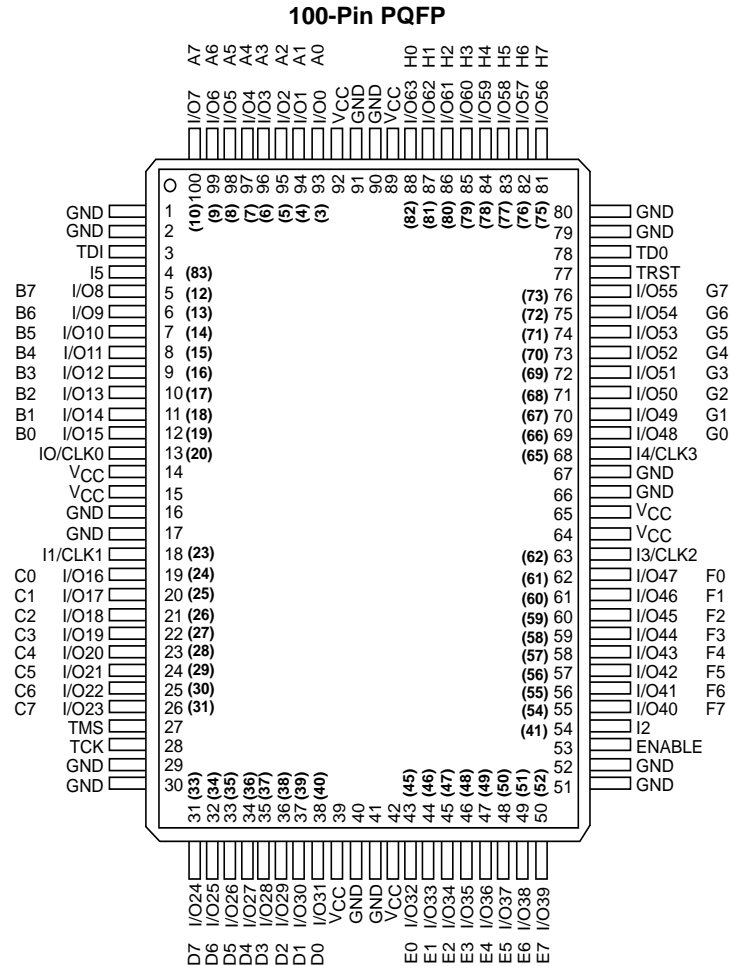 100-Pin PQFP
A7 A6 A5 A4 A3 A2 A1 A0 H0 H1 H2 H3 H4 H5 H6 H7
I/O7 I/O6 I/O5 I/O4 I/O3 I/O2 I/O1 I/O0 VCC GND GND VCC I/O63 I/O62 I/O61 I/O60 I/O59 I/O58 I/O57 I/O56
100 99 98 97 96 95 94 93 92 91 90 89 88 87 86 85 84 83 82 81
(10) (9) (8) (7) (6) (5) (4) (3) (82) (81) (80) (79) (78) (77) (76) (75)
GND 1 80 GND
GND 2 79 GND
TDI 3 78 TD0
I5 4 (83) 77 TRST
B7 I/O8 5 (12) (73) 76 I/O55 G7
B6 I/O9 6 (13) (72) 75 I/O54 G6
B5 I/O10 7 (14) (71) 74 I/O53 G5
B4 I/O11 8 (15) (70) 73 I/O52 G4
B3 I/O12 9 (16) (69) 72 I/O51 G3
B2 I/O13 10 (17) (68) 71 I/O50 G2
B1 I/O14 11 (18) (67) 70 I/O49 G1
B0 I/O15 12 (19) (66) 69 I/O48 G0
IO/CLK0 13 (20) (65) 68 I4/CLK3
VCC 14 67 GND
VCC 15 66 GND
GND 16 65 VCC
GND 17 64 VCC
I1/CLK1 18 (23) (62) 63 I3/CLK2
C0 I/O16 19 (24) (61) 62 I/O47 F0
C1 I/O17 20 (25) (60) 61 I/O46 F1
C2 I/O18 21 (26) (59) 60 I/O45 F2
C3 I/O19 22 (27) (58) 59 I/O44 F3
C4 I/O20 23 (28) (57) 58 I/O43 F4
C5 I/O21 24 (29) (56) 57 I/O42 F5
C6 I/O22 25 (30) (55) 56 I/O41 F6
C7 I/O23 26 (31) (54) 55 I/O40 F7
TMS 27 (41) 54 I2
TCK 28 53 ENABLE
GND 29 52 GND
GND 30 51 GND
(33) (34) (35) (36) (37) (38) (39) (40) (45) (46) (47) (48) (49) (50) (51) (52)
31 32 33 34 35 36 37 38 39 40 41 42 43 44 45 46 47 48 49 50
I/O24 I/O25 I/O26 I/O27 I/O28 I/O29 I/O30 I/O31 VCC GND GND VCC I/O32 I/O33 I/O34 I/O35 I/O36 I/O37 I/O38 I/O39
D7 D6 D5 D4 D3 D2 D1 D0 E0 E1 E2 E3 E4 E5 E6 E7